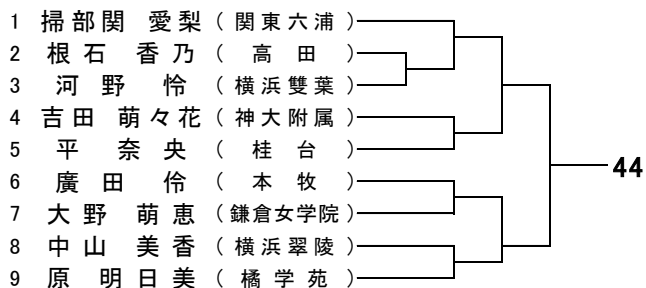 1 掃部関 愛梨 ( 関東六浦 )
2 根石 香乃 ( 高田 )
3 河野 怜 ( 横浜雙葉 )
4 吉田 萌々花 ( 神大附属 )
5 平 奈央 ( 桂台 )
6 廣田 伶 ( 本牧 )
7 大野 萌恵 ( 鎌倉女学院 )
8 中山 美香 ( 横浜翠陵 )
9 原 明日美 ( 橘学苑 )
44